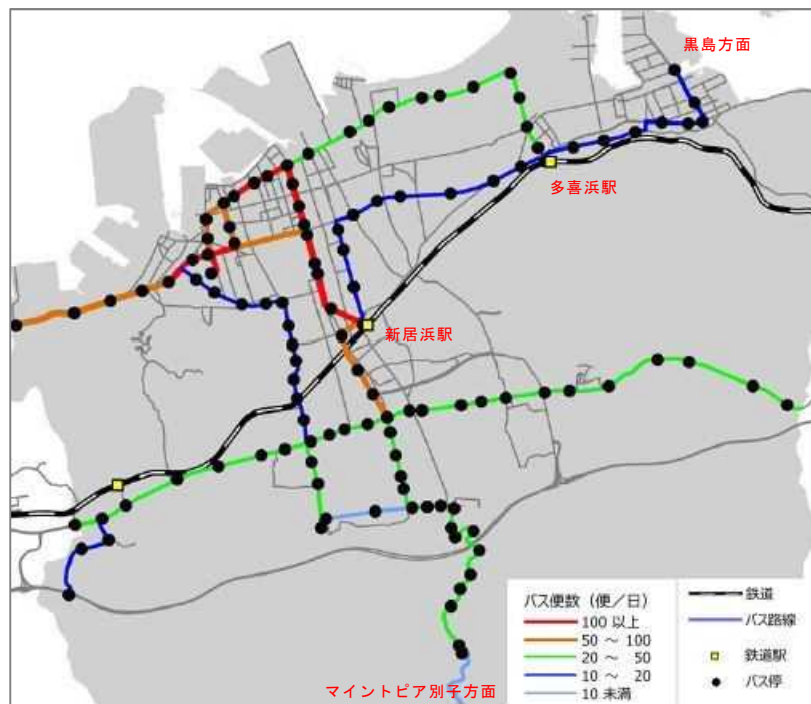 黒島方面
多喜浜駅
新居浜駅
マイントピア別子方面
バス便数（便／日）
100 以上
50 ～ 100
20 ～ 50
10 ～ 20
10 未満
鉄道
バス路線
鉄道駅
バス停